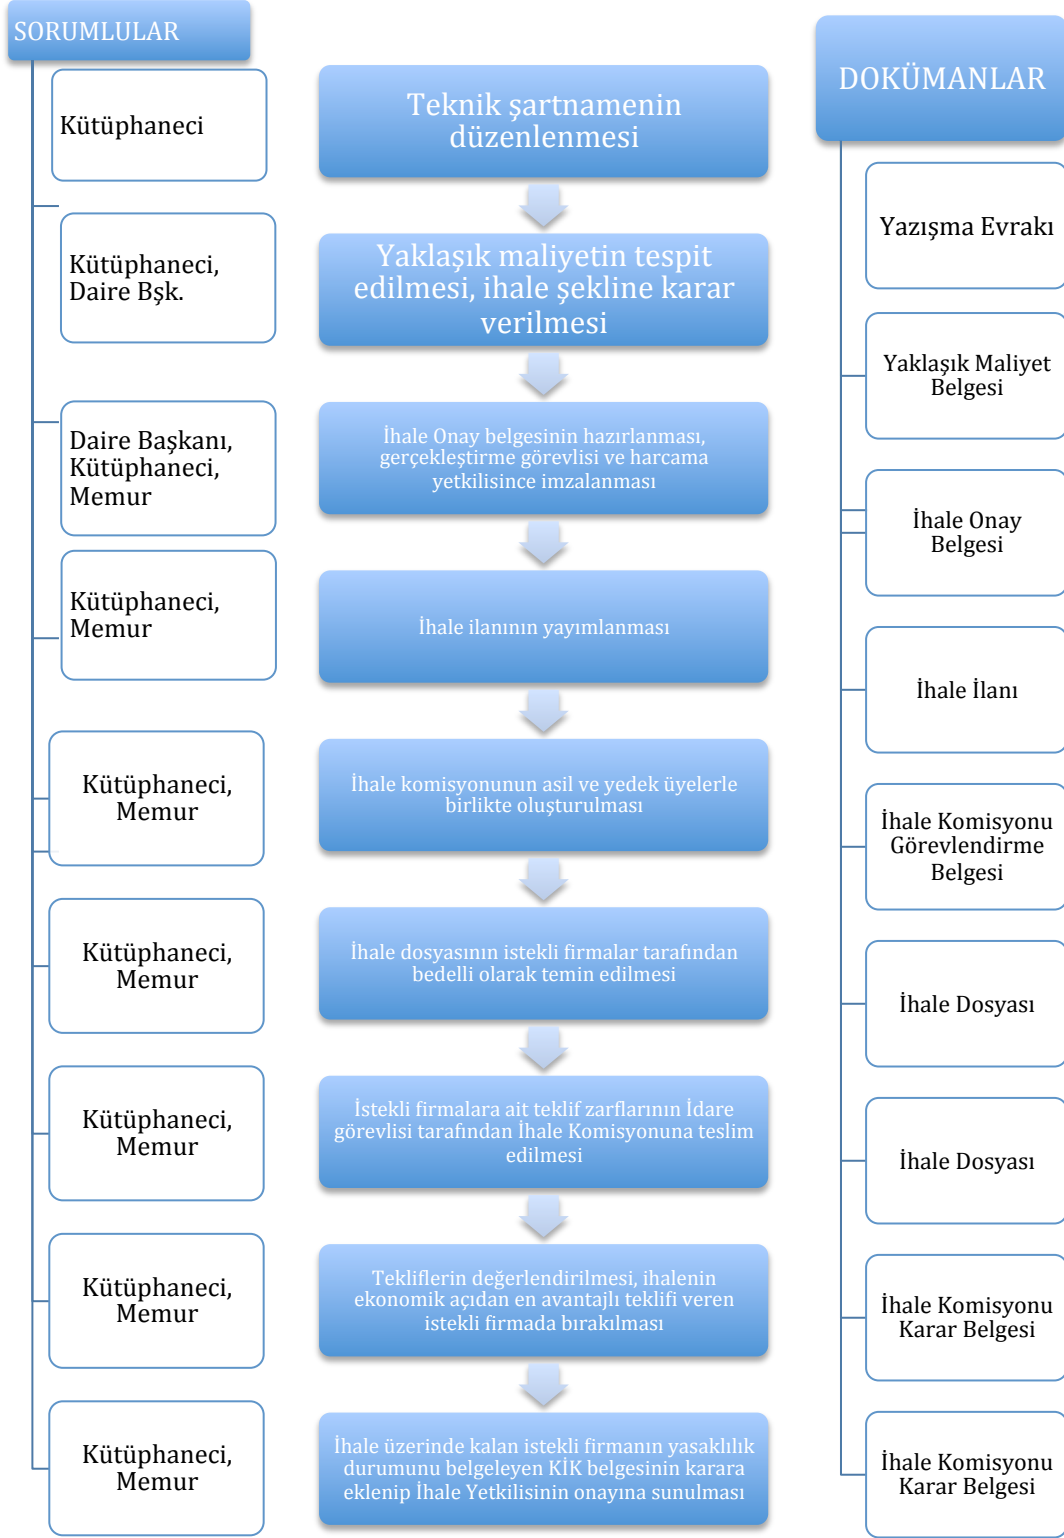 SORUMLULAR
Kütüphaneci
Kütüphaneci,
Daire Bşk.
Daire Başkanı,
Kütüphaneci,
Memur
Kütüphaneci,
Memur
Kütüphaneci,
Memur
Kütüphaneci,
Memur
Kütüphaneci,
Memur
Kütüphaneci,
Memur
Kütüphaneci,
Memur
Teknik şartnamenin
düzenlenmesi
Yaklaşık maliyetin tespit
edilmesi, ihale şekline karar
verilmesi
İhale Onay belgesinin hazırlanması,
gerçekleştirme görevlisi ve harcama
yetkilisince imzalanması
İhale ilanının yayımlanması
İhale komisyonunun asil ve yedek üyelerle
birlikte oluşturulması
İhale dosyasının istekli firmalar tarafından
bedelli olarak temin edilmesi
İstekli firmalara ait teklif zarflarının İdare
görevlisi tarafından İhale Komisyonuna teslim
edilmesi
Tekliflerin değerlendirilmesi, ihalenin
ekonomik açıdan en avantajlı teklifi veren
istekli firmada bırakılması
İhale üzerinde kalan istekli firmanın yasaklılık
durumunu belgeleyen KİK belgesinin karara
eklenip İhale Yetkilisinin onayına sunulması
DOKÜMANLAR
Yazışma Evrakı
Yaklaşık Maliyet
Belgesi
İhale Onay
Belgesi
İhale İlanı
İhale Komisyonu
Görevlendirme
Belgesi
İhale Dosyası
İhale Dosyası
İhale Komisyonu
Karar Belgesi
İhale Komisyonu
Karar Belgesi